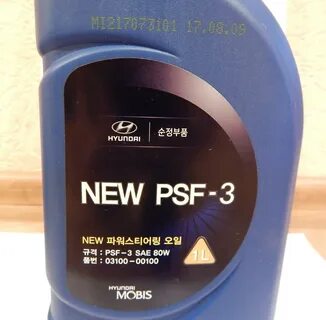 MI217073101 17.08.09
HYUNDAI
순정부품
NEW PSF-3
NEW 파워스티어링 오일
규격 : PSF-3 SAE 80W
품번 : 03100-00100
1L
HYUNDAI
MOBIS